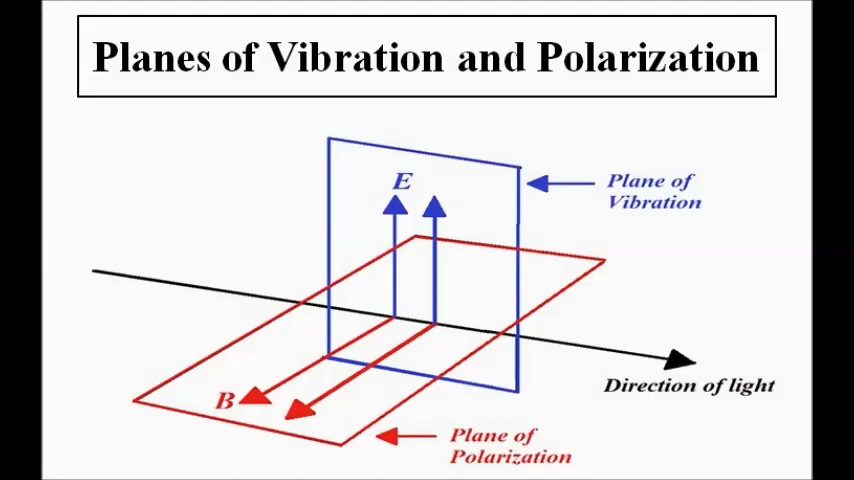 Planes of Vibration and Polarization
E
Plane of
Vibration
Direction of light
B
Plane of
Polarization